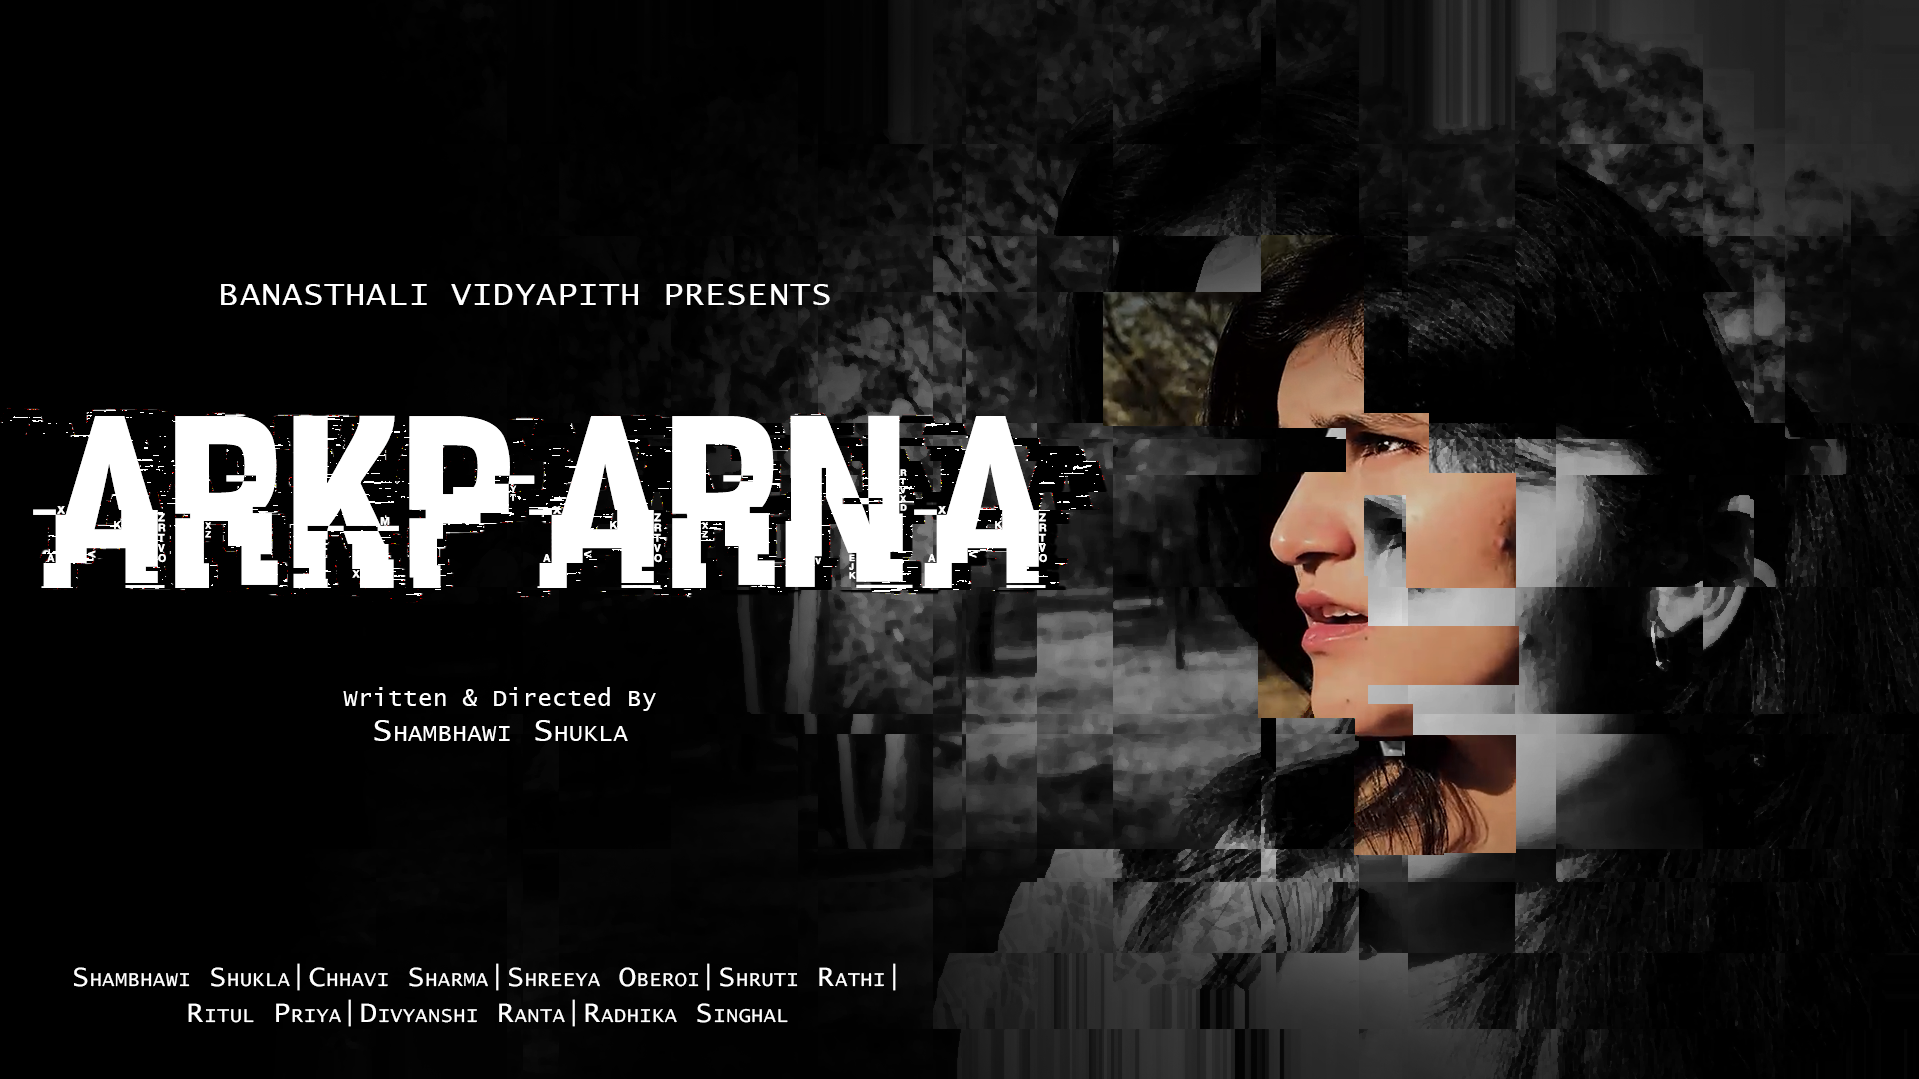 BANASTHALI VIDYAPITH PRESENTS
ARKPARNA
Written & Directed By
Shambhawi Shukla
Shambhawi Shukla|Chhavi Sharma|Shreeya Oberoi|Shruti Rathi|
Ritul Priya|Divyanshi Ranta|Radhika Singhal